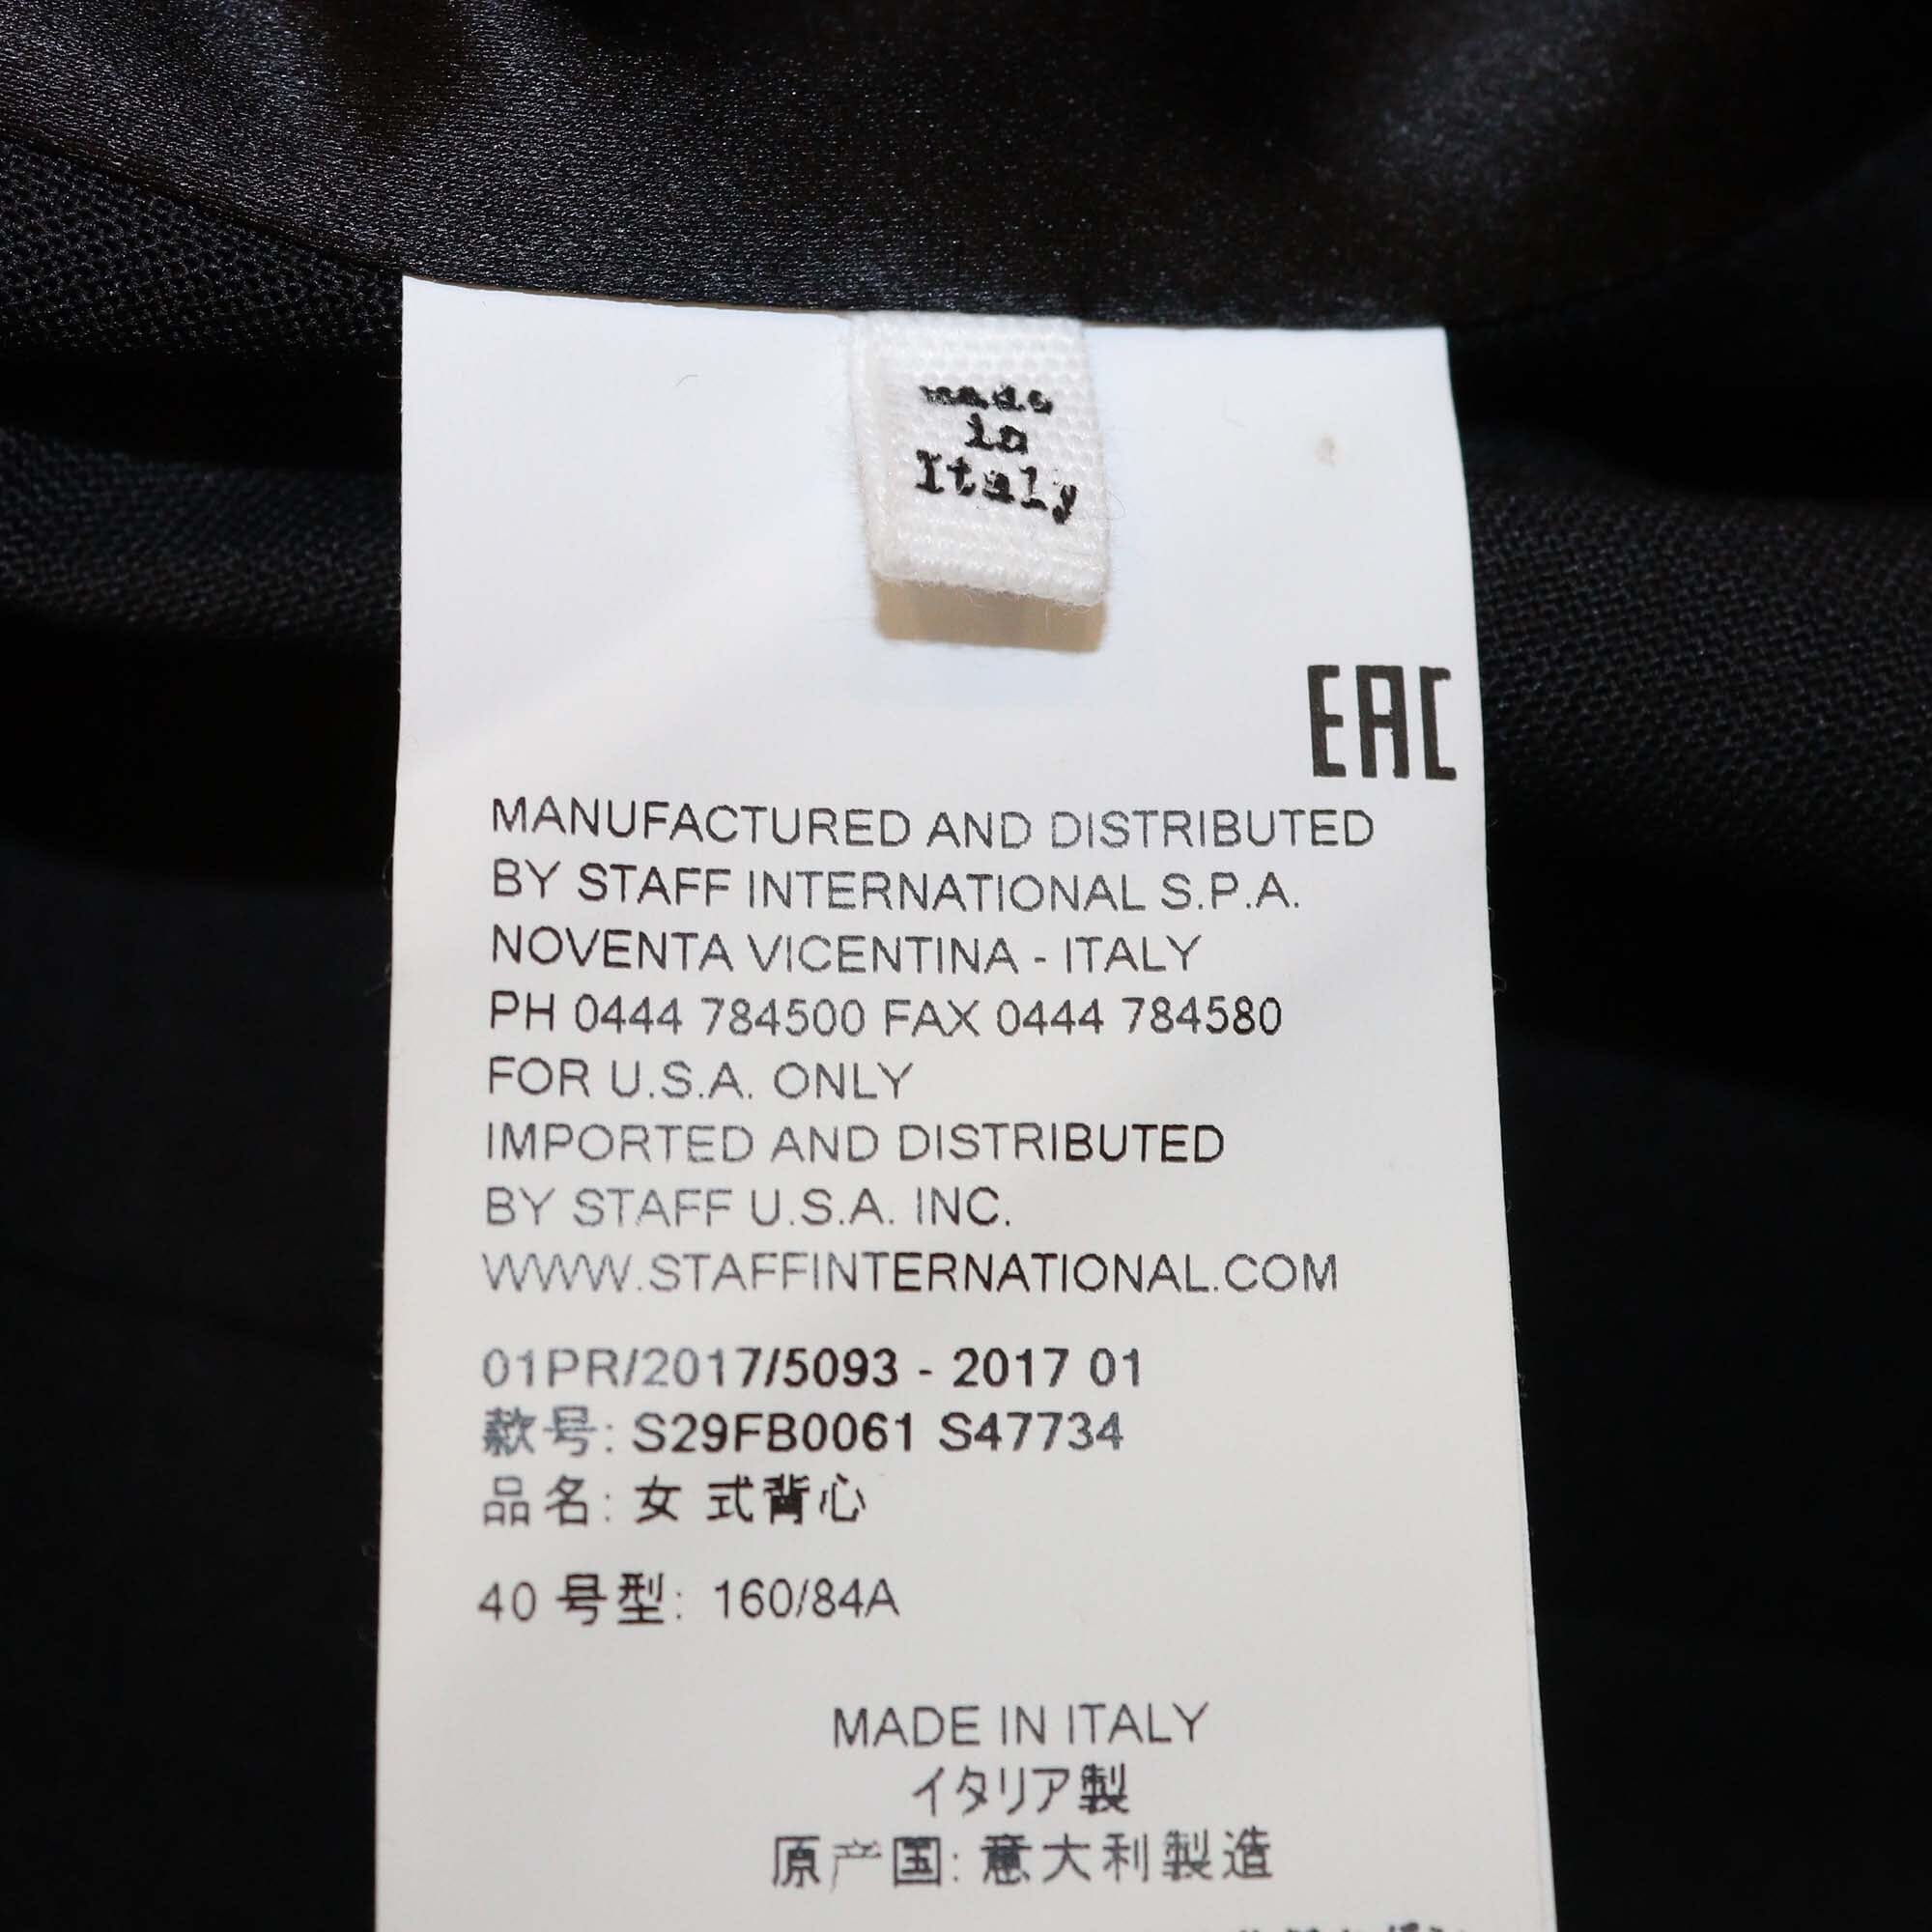 made
in
Italy
EAC
MANUFACTURED AND DISTRIBUTED
BY STAFF INTERNATIONAL S.P.A.
NOVENTA VICENTINA - ITALY
PH 0444 784500 FAX 0444 784580
FOR U.S.A. ONLY
IMPORTED AND DISTRIBUTED
BY STAFF U.S.A. INC.
WWW.STAFFINTERNATIONAL.COM
01PR/2017/5093 - 2017 01
款号: S29FB0061 S47734
品名: 女 式背心
40 号型: 160/84A
MADE IN ITALY
イタリア製
原产国: 意大利製造